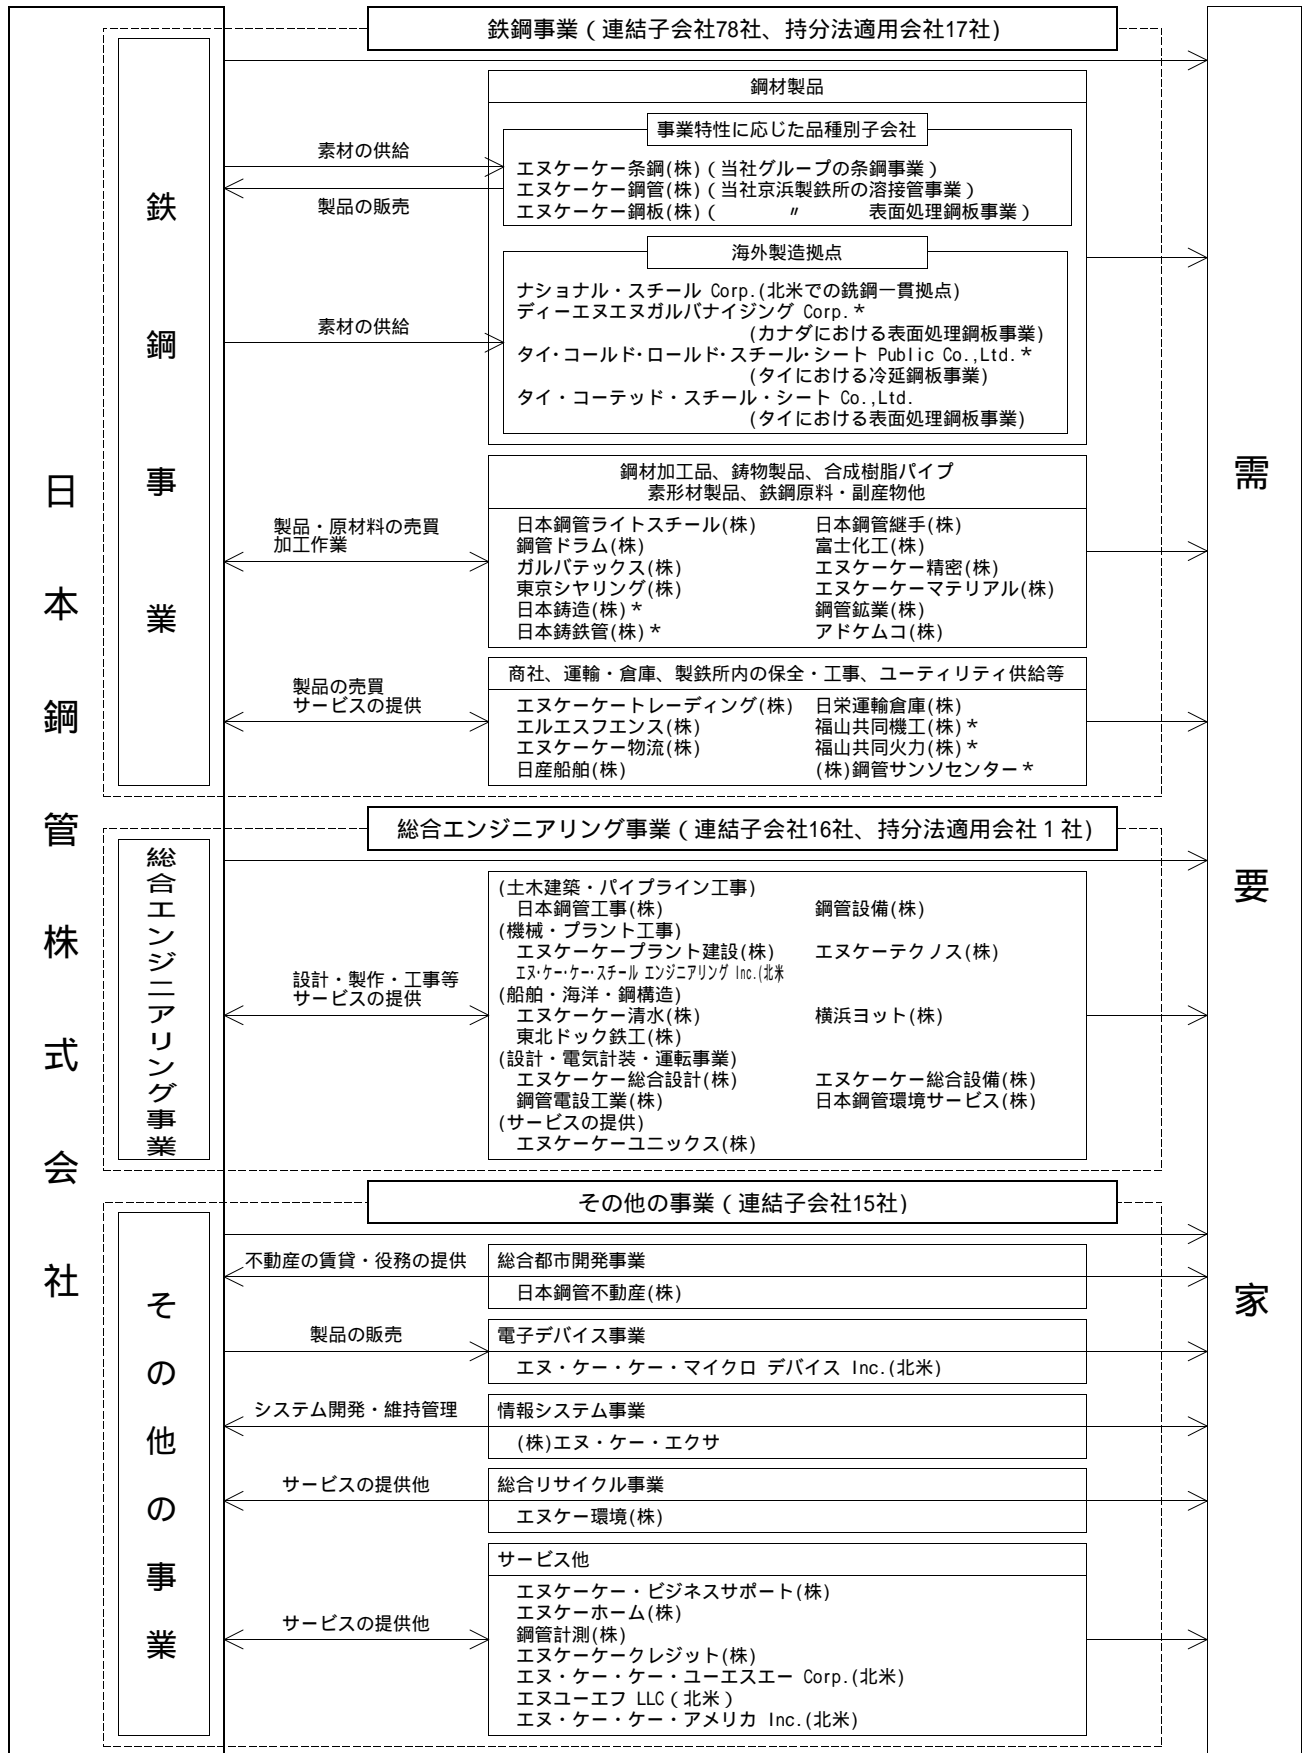 日本鋼管株式会社
鉄鋼事業
鉄鋼事業（連結子会社78社、持分法適用会社17社)
鋼材製品
事業特性に応じた品種別子会社
素材の供給
製品の販売
エヌケーケー条鋼(株)（当社グループの条鋼事業）
エヌケーケー鋼管(株)（当社京浜製鉄所の溶接管事業）
エヌケーケー鋼板(株)（　　　〃　　　表面処理鋼板事業）
海外製造拠点
素材の供給
ナショナル・スチール Corp.(北米での銑鋼一貫拠点)
ディーエヌエヌガルバナイジング Corp.*
(カナダにおける表面処理鋼板事業)
タイ・コールド・ロールド・スチール・シート Public Co.,Ltd.*
(タイにおける冷延鋼板事業)
タイ・コーテッド・スチール・シート Co.,Ltd.
(タイにおける表面処理鋼板事業)
鋼材加工品、鋳物製品、合成樹脂パイプ
素形材製品、鉄鋼原料・副産物他
製品・原材料の売買
加工作業
日本鋼管ライトスチール(株)　日本鋼管継手(株)
鋼管ドラム(株)　富士化工(株)
ガルバテックス(株)　エヌケーケー精密(株)
東京シヤリング(株)　エヌケーケーマテリアル(株)
日本鋳造(株)*　鋼管鉱業(株)
日本鋳鉄管(株)*　アドケムコ(株)
商社、運輸・倉庫、製鉄所内の保全・工事、ユーティリティ供給等
製品の売買
サービスの提供
エヌケーケートレーディング(株)　日栄運輸倉庫(株)
エルエスフエンス(株)　福山共同機工(株)*
エヌケーケー物流(株)　福山共同火力(株)*
日産船舶(株)　(株)鋼管サンソセンター*
総合エンジニアリング事業
総合エンジニアリング事業（連結子会社16社、持分法適用会社１社)
設計・製作・工事等
サービスの提供
(土木建築・パイプライン工事)
日本鋼管工事(株)　鋼管設備(株)
(機械・プラント工事)
エヌケーケープラント建設(株)　エヌケーテクノス(株)
エヌ・ケー・ケー・スチール エンジニアリング Inc.(北米
(船舶・海洋・鋼構造)
エヌケーケー清水(株)　横浜ヨット(株)
東北ドック鉄工(株)
(設計・電気計装・運転事業)
エヌケーケー総合設計(株)　エヌケーケー総合設備(株)
鋼管電設工業(株)　日本鋼管環境サービス(株)
(サービスの提供)
エヌケーケーユニックス(株)
その他の事業
その他の事業（連結子会社15社)
不動産の賃貸・役務の提供
総合都市開発事業
日本鋼管不動産(株)
製品の販売
電子デバイス事業
エヌ・ケー・ケー・マイクロ デバイス Inc.(北米)
システム開発・維持管理
情報システム事業
(株)エヌ・ケー・エクサ
サービスの提供他
総合リサイクル事業
エヌケー環境(株)
サービス他
サービスの提供他
エヌケーケー・ビジネスサポート(株)
エヌケーホーム(株)
鋼管計測(株)
エヌケーケークレジット(株)
エヌ・ケー・ケー・ユーエスエー Corp.(北米)
エヌユーエフ LLC（北米）
エヌ・ケー・ケー・アメリカ Inc.(北米)
需要家